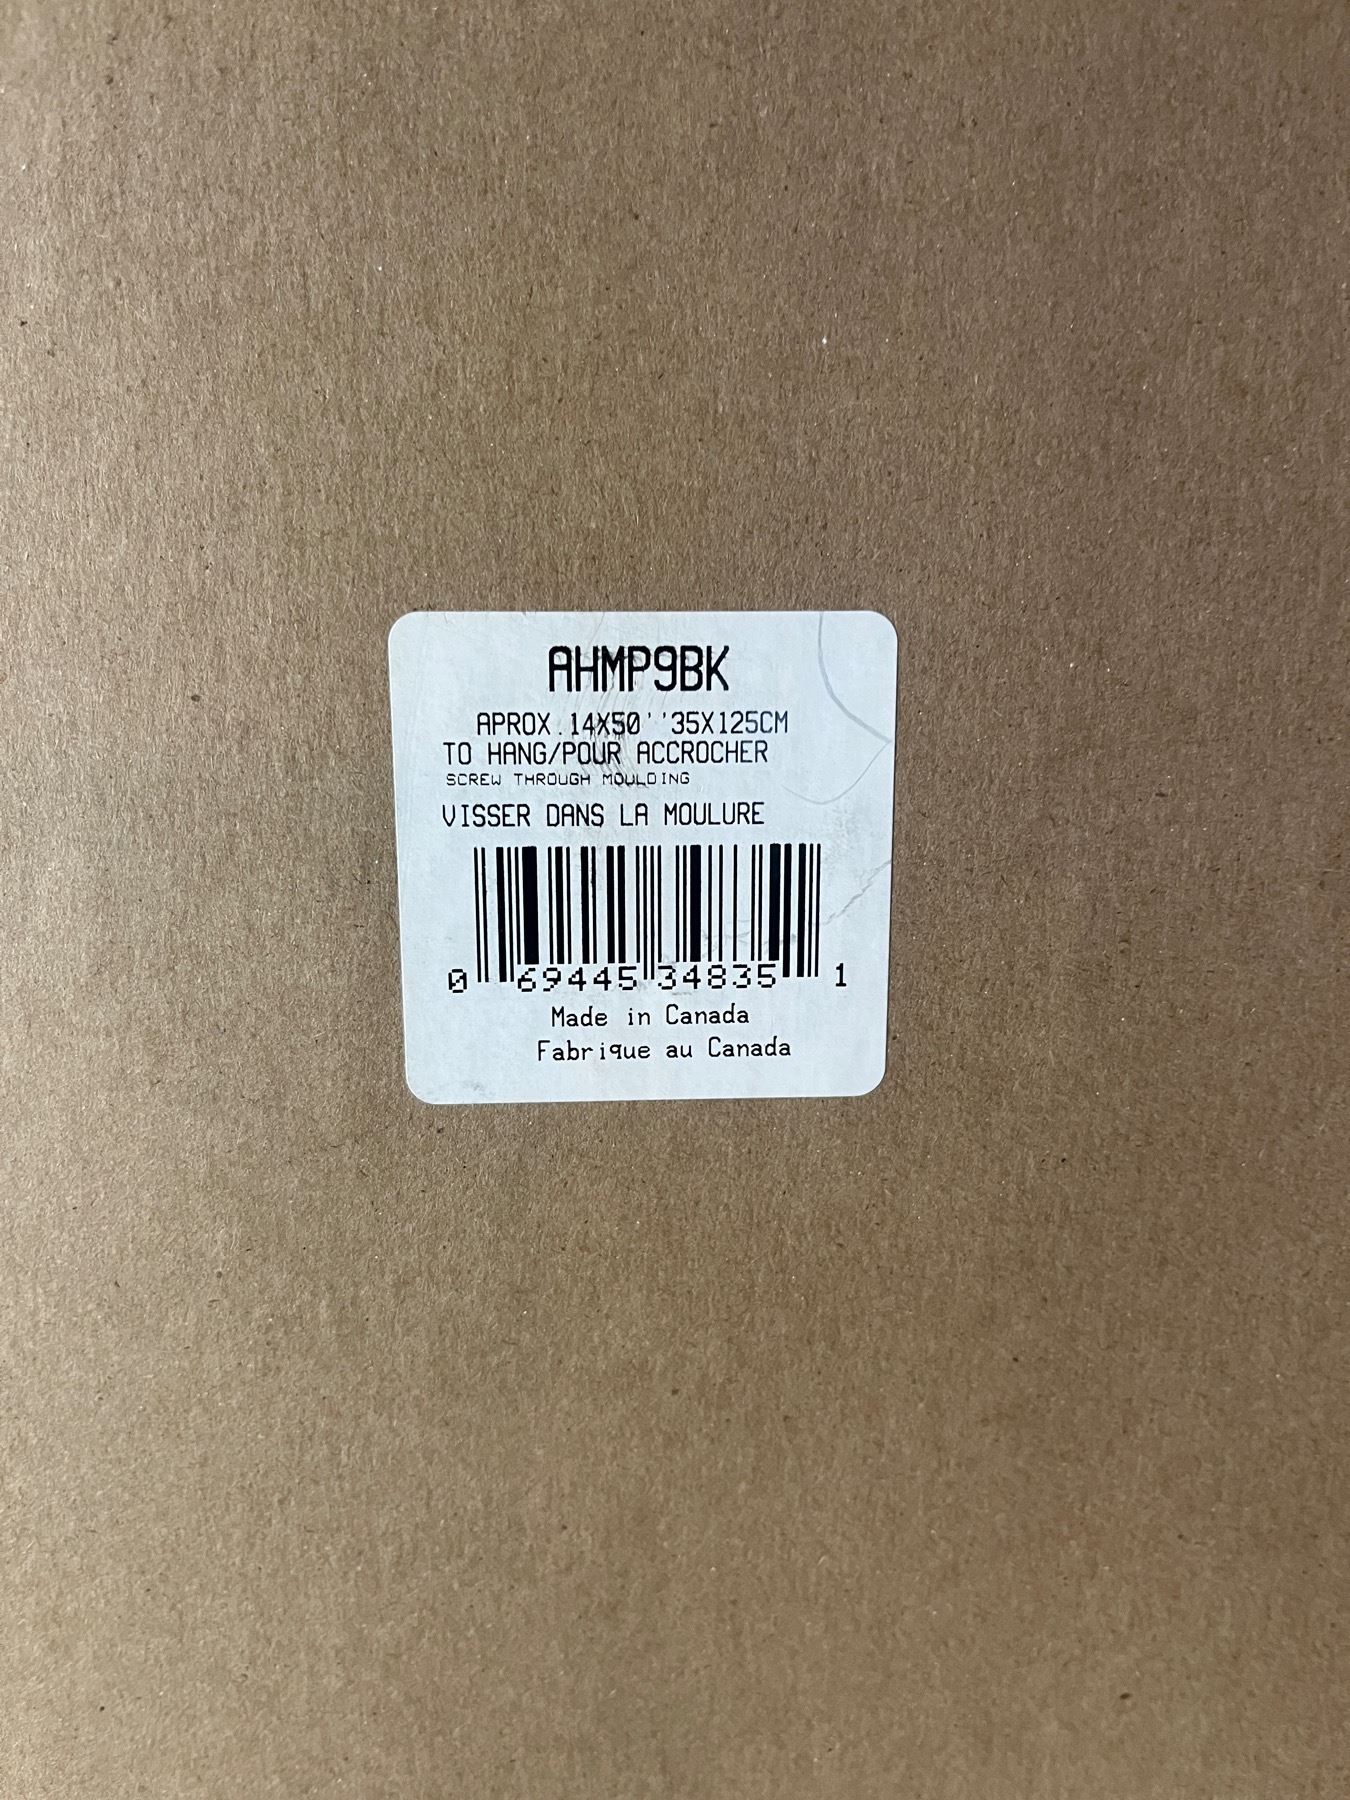 AHMP9BK
APROX.14X50''35X125CM
TO HANG/POUR ACCROCHER
SCREW THROUGH MOULDING
VISSER DANS LA MOULURE
0 69445 34835 1
Made in Canada
Fabrique au Canada